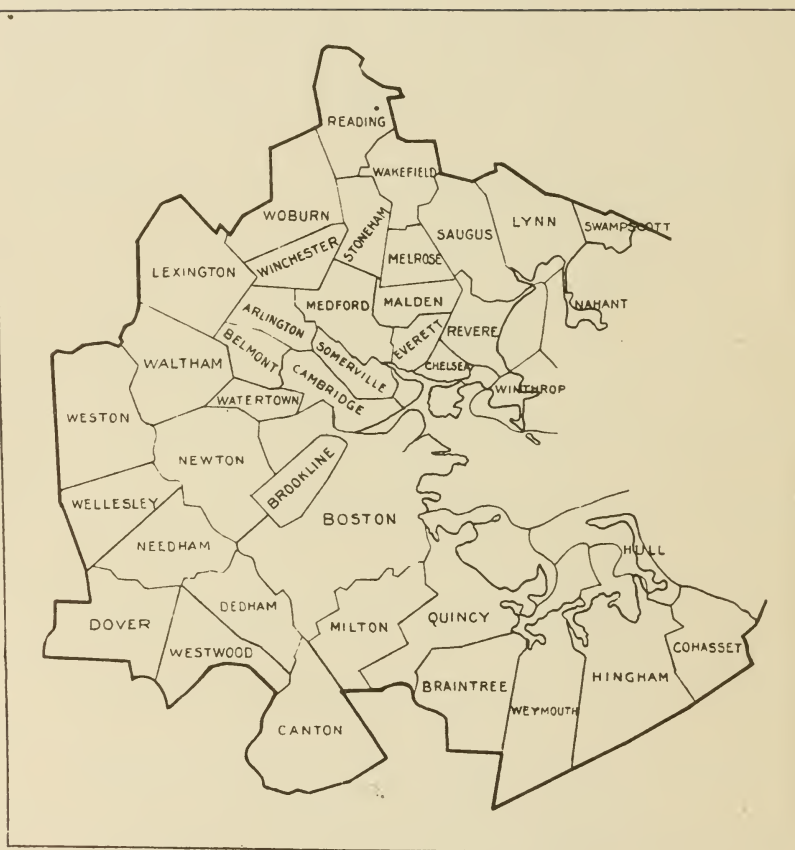 READING
WAKEFIELD
WOBURN
STONEHAM
SAUGUS
LYNN
SWAMPSCOTT
WINCHESTER
MELROSE
LEXINGTON
MEDFORD
MALDEN
NAHANT
ARLINGTON
EVERETT
REVERE
BELMONT
SOMERVILLE
CHELSEA
WALTHAM
CAMBRIDGE
WINTHROP
WATERTOWN
WESTON
NEWTON
BROOKLINE
WELLESLEY
BOSTON
NEEDHAM
HULL
DEDHAM
DOVER
MILTON
QUINCY
WESTWOOD
COHASSET
BRAINTREE
HINGHAM
WEYMOUTH
CANTON